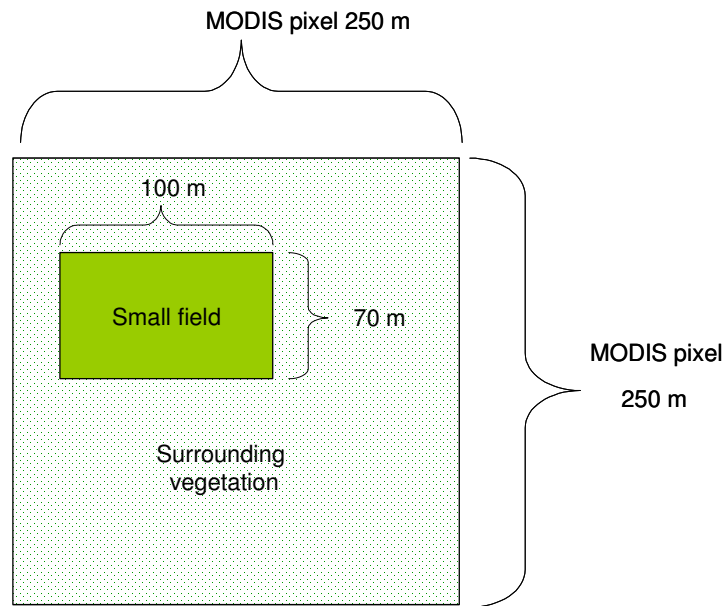 MODIS pixel 250 m
100 m
Small field
70 m
MODIS pixel
250 m
Surrounding
vegetation